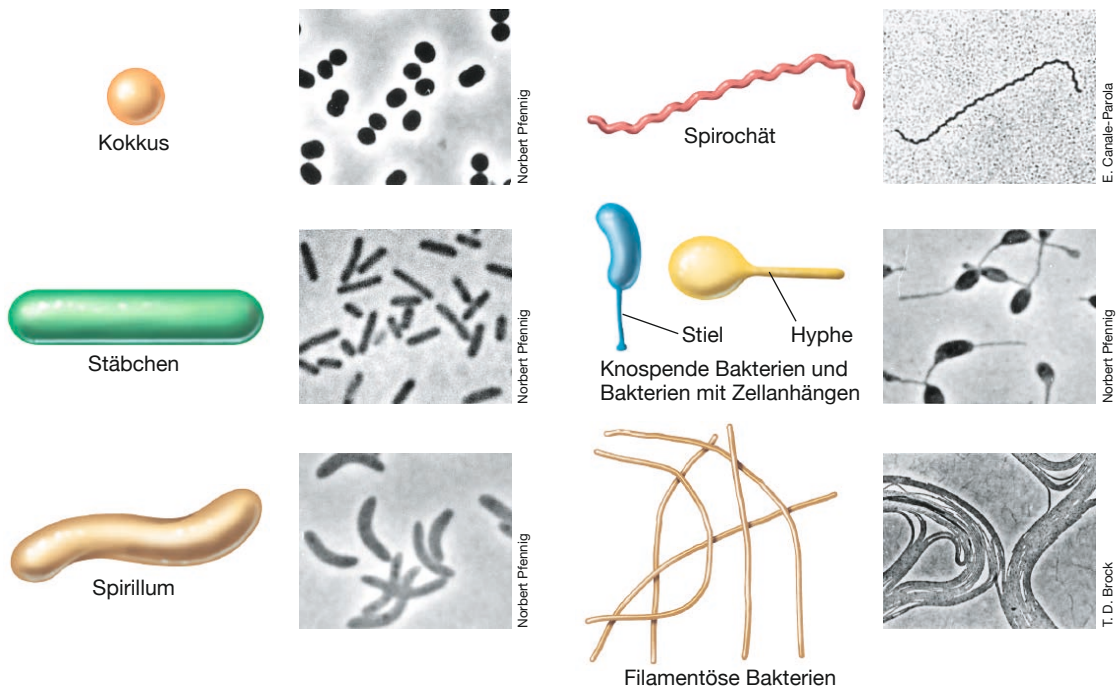 Kokkus
Norbert Pfennig
Spirochät
E. Canale-Parola
Stäbchen
Norbert Pfennig
Stiel
Hyphe
Knospende Bakterien und
Bakterien mit Zellanhängen
Norbert Pfennig
Spirillum
Norbert Pfennig
Filamentöse Bakterien
T. D. Brock